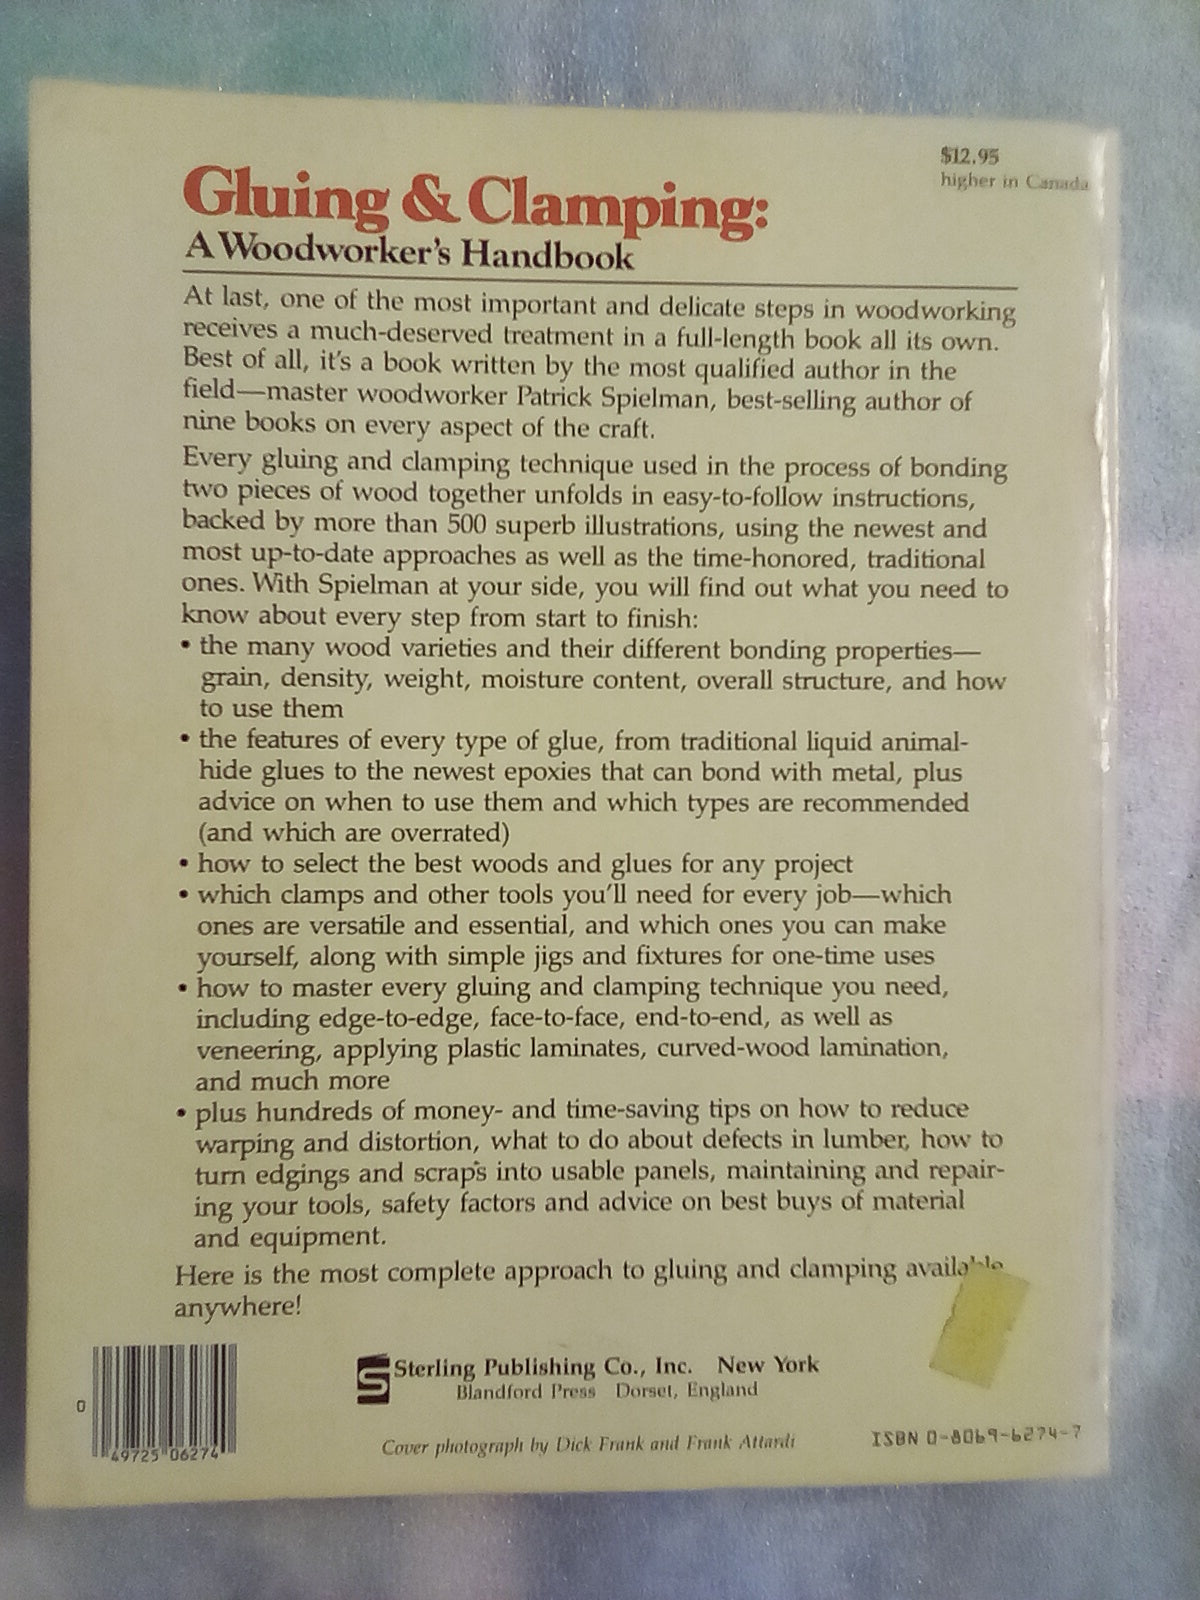 $12.95
higher in Canada
Gluing & Clamping:
A Woodworker's Handbook
At last, one of the most important and delicate steps in woodworking
receives a much-deserved treatment in a full-length book all its own.
Best of all, it's a book written by the most qualified author in the
field—master woodworker Patrick Spielman, best-selling author of
nine books on every aspect of the craft.
Every gluing and clamping technique used in the process of bonding
two pieces of wood together unfolds in easy-to-follow instructions,
backed by more than 500 superb illustrations, using the newest and
most up-to-date approaches as well as the time-honored, traditional
ones. With Spielman at your side, you will find out what you need to
know about every step from start to finish:
• the many wood varieties and their different bonding properties—
grain, density, weight, moisture content, overall structure, and how
to use them
• the features of every type of glue, from traditional liquid animal-
hide glues to the newest epoxies that can bond with metal, plus
advice on when to use them and which types are recommended
(and which are overrated)
• how to select the best woods and glues for any project
• which clamps and other tools you'll need for every job—which
ones are versatile and essential, and which ones you can make
yourself, along with simple jigs and fixtures for one-time uses
• how to master every gluing and clamping technique you need,
including edge-to-edge, face-to-face, end-to-end, as well as
veneering, applying plastic laminates, curved-wood lamination,
and much more
• plus hundreds of money- and time-saving tips on how to reduce
warping and distortion, what to do about defects in lumber, how to
turn edgings and scraps into usable panels, maintaining and repair-
ing your tools, safety factors and advice on best buys of material
and equipment.
Here is the most complete approach to gluing and clamping available
anywhere!
S Sterling Publishing Co., Inc. New York
Blandford Press Dorset, England
Cover photograph by Dick Frank and Frank Attardi
ISBN 0-8069-6274-7
0 49725 06274